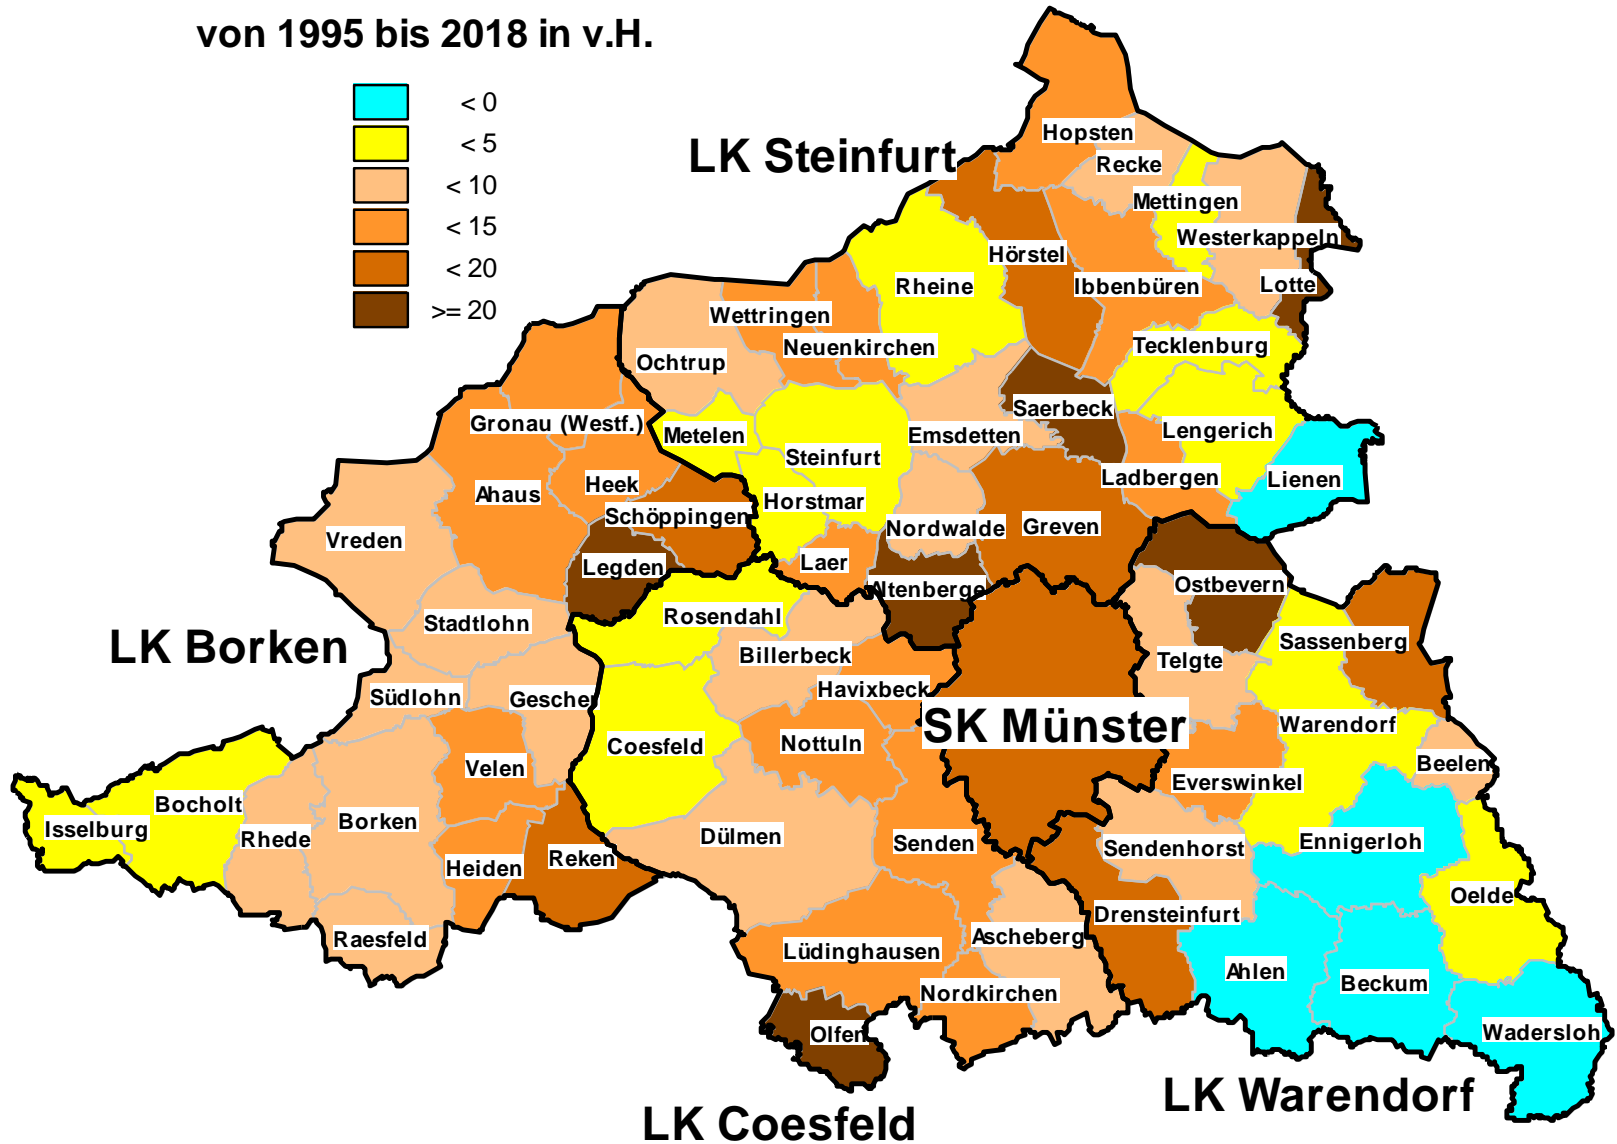 von 1995 bis 2018 in v.H.
< 0
< 5
< 10
< 15
< 20
>= 20
LK Steinfurt
Hopsten
Recke
Mettingen
Westerkappeln
Hörstel
Rheine
Ibbenbüren
Lotte
Wettringen
Neuenkirchen
Tecklenburg
Ochtrup
Saerbeck
Gronau (Westf.)
Metelen
Emsdetten
Lengerich
Steinfurt
Ladbergen
Lienen
Heek
Ahaus
Horstmar
Schöppingen
Nordwalde
Greven
Vreden
Legden
Laer
Altenberge
Ostbevern
Rosendahl
Stadtlohn
LK Borken
Billerbeck
Telgte
Sassenberg
Südlohn
Gescher
Havixbeck
SK Münster
Warendorf
Coesfeld
Nottuln
Velen
Everswinkel
Beelen
Bocholt
Isselburg
Rhede
Borken
Dülmen
Senden
Sendenhorst
Ennigerloh
Heiden
Reken
Oelde
Drensteinfurt
Raesfeld
Lüdinghausen
Ascheberg
Ahlen
Beckum
Nordkirchen
Olfen
Wadersloh
LK Warendorf
LK Coesfeld